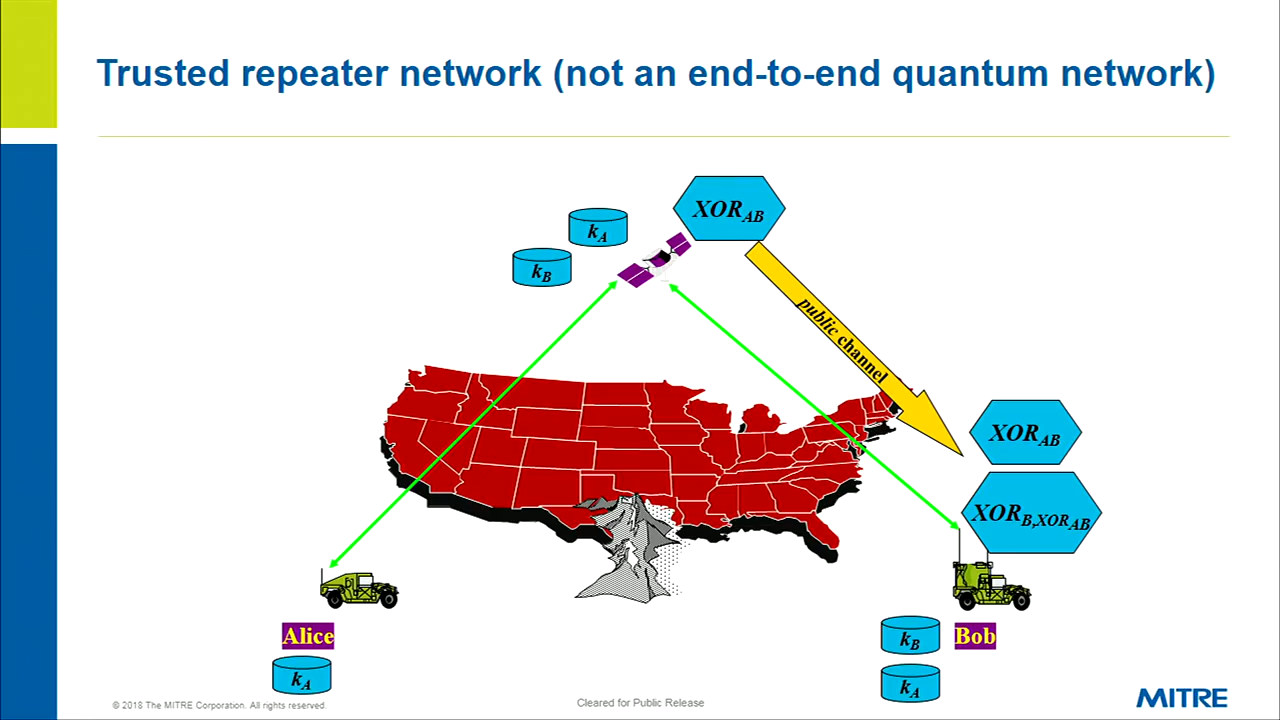 Trusted repeater network (not an end-to-end quantum network)
XOR_AB
k_A
k_B
public channel
XOR_AB
XOR_B,XOR_AB
Alice
k_A
Bob
k_B
k_A
© 2018 The MITRE Corporation. All rights reserved.
Cleared for Public Release
MITRE